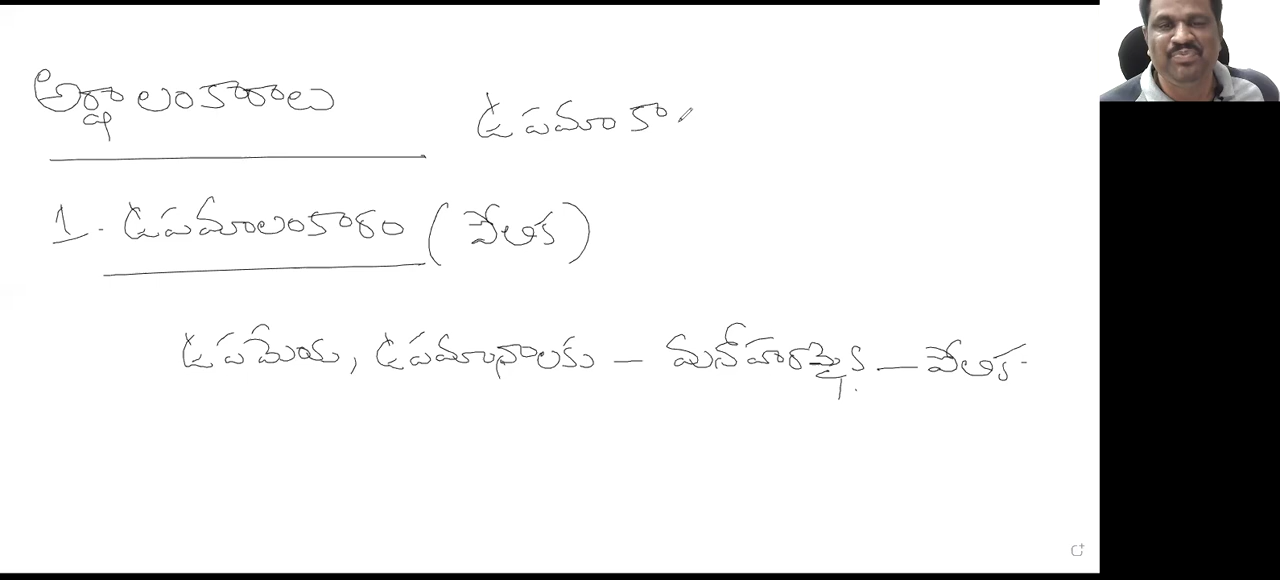 అర్థాలంకారాలు
ఉపమా కా
1. ఉపమాలంకారం ( పోలిక )
ఉపమేయ, ఉపమానాలకు - మనోహరమైన - పోలిక